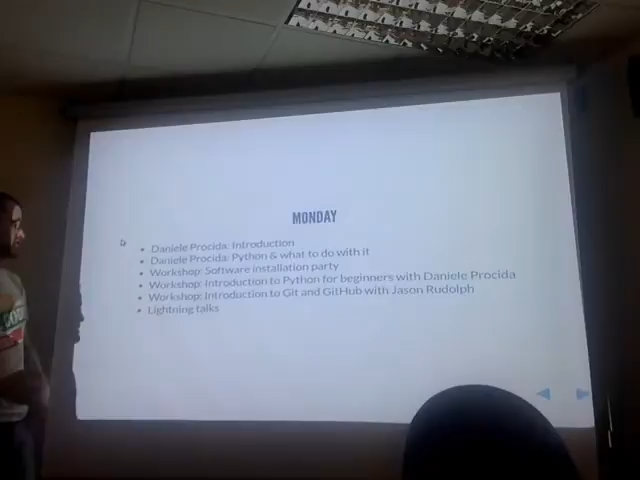 MONDAY
Daniele Procida: Introduction
Daniele Procida: Python & what to do with it
Workshop: Software installation party
Workshop: Introduction to Python for beginners with Daniele Procida
Workshop: Introduction to Git and GitHub with Jason Rudolph
Lightning talks